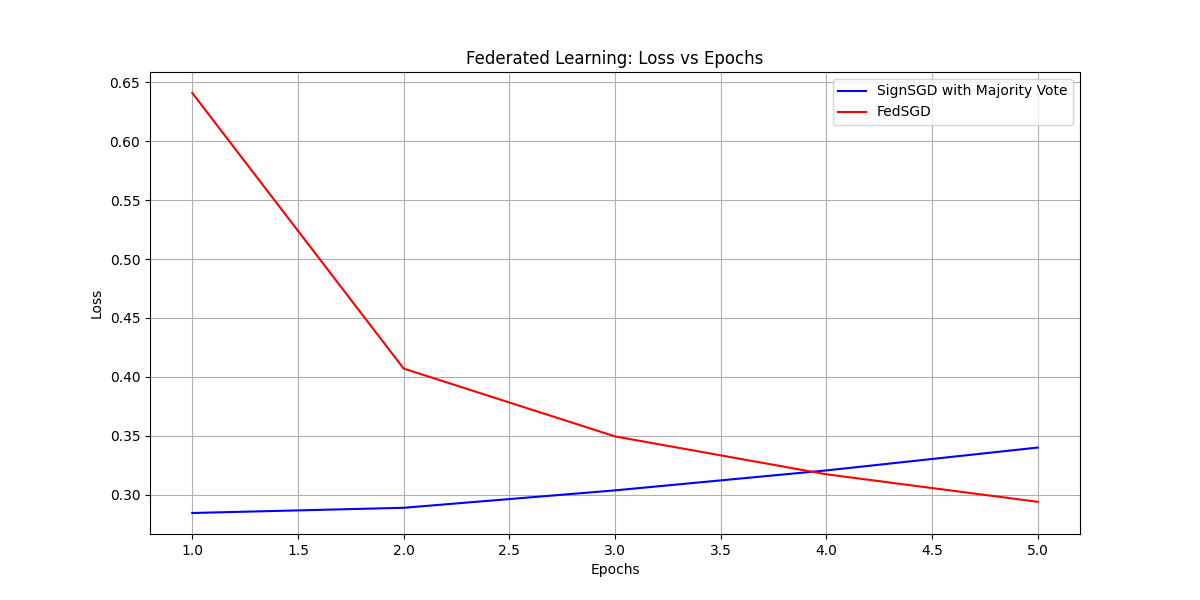 Federated Learning: Loss vs Epochs
SignSGD with Majority Vote
FedSGD
Loss
0.65
0.60
0.55
0.50
0.45
0.40
0.35
0.30
1.0 1.5 2.0 2.5 3.0 3.5 4.0 4.5 5.0
Epochs